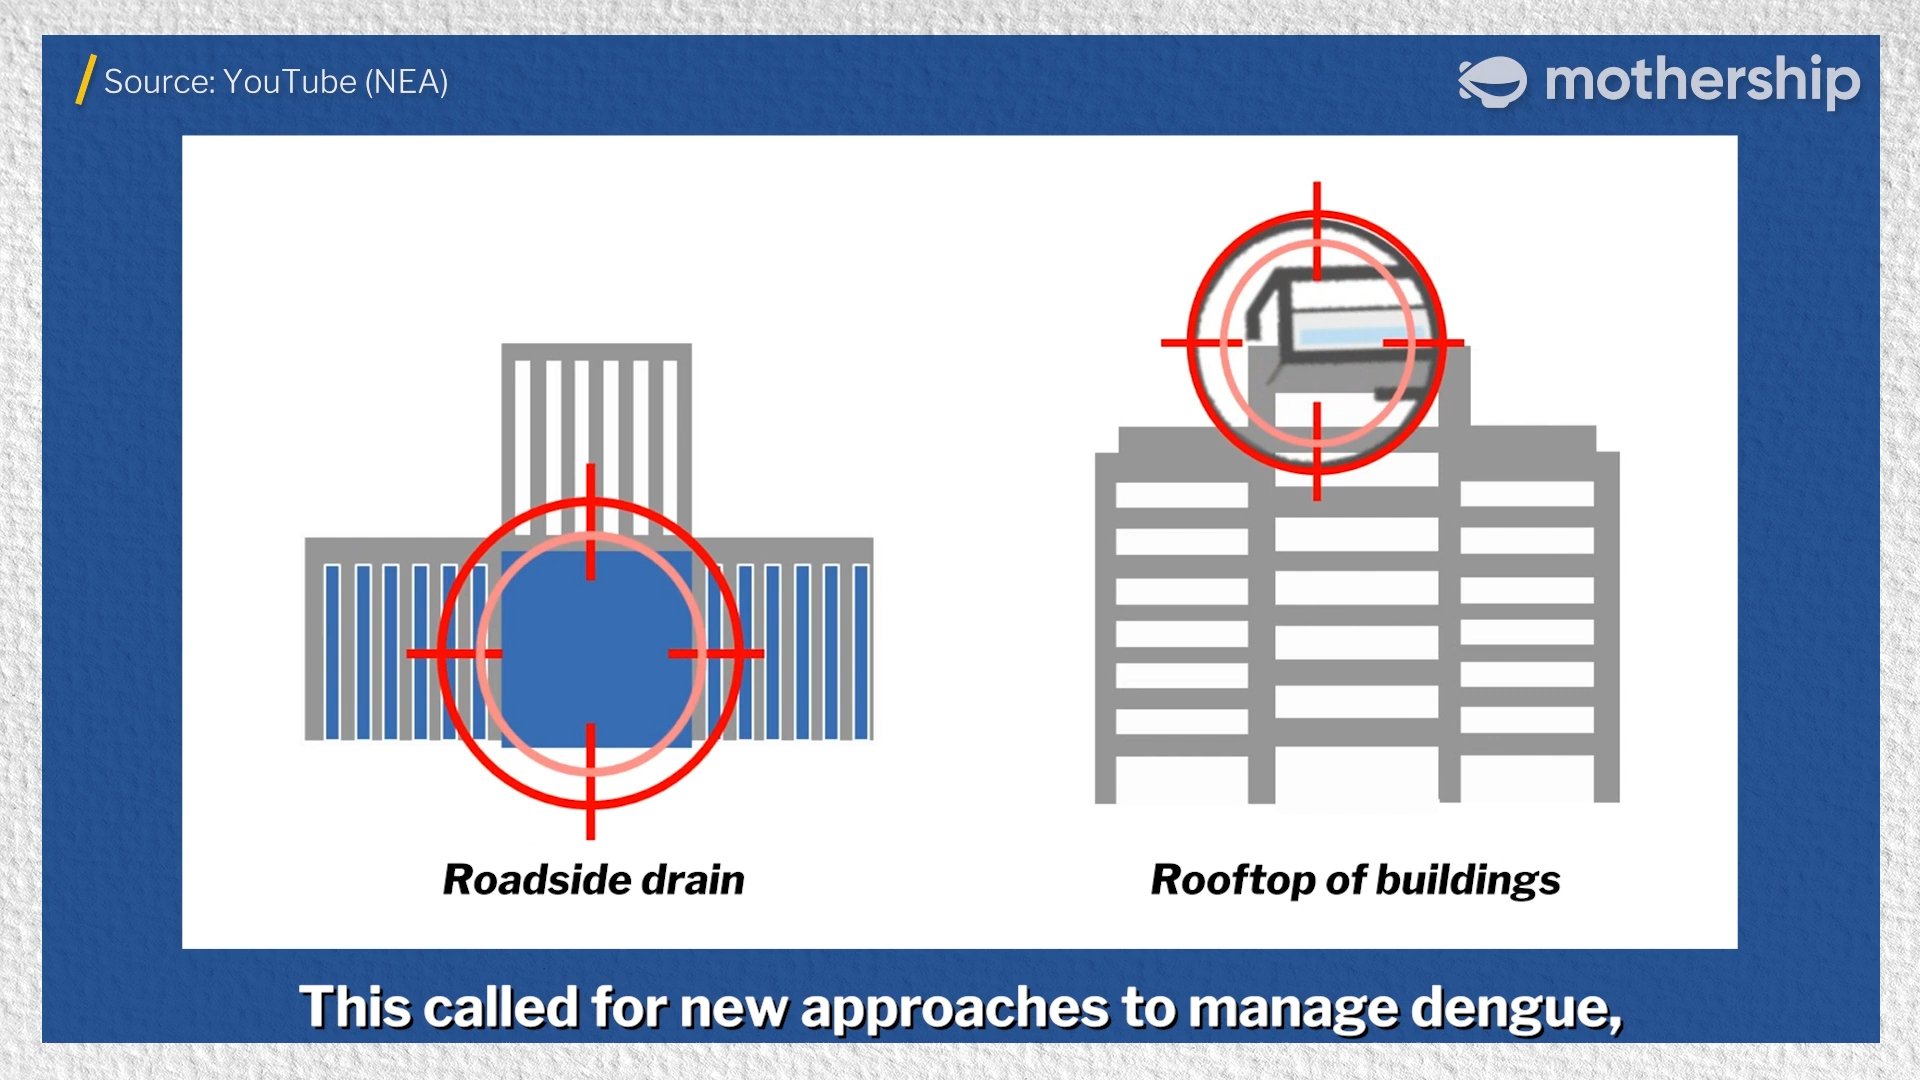 Source: YouTube (NEA)
mothership
Roadside drain
Rooftop of buildings
This called for new approaches to manage dengue,